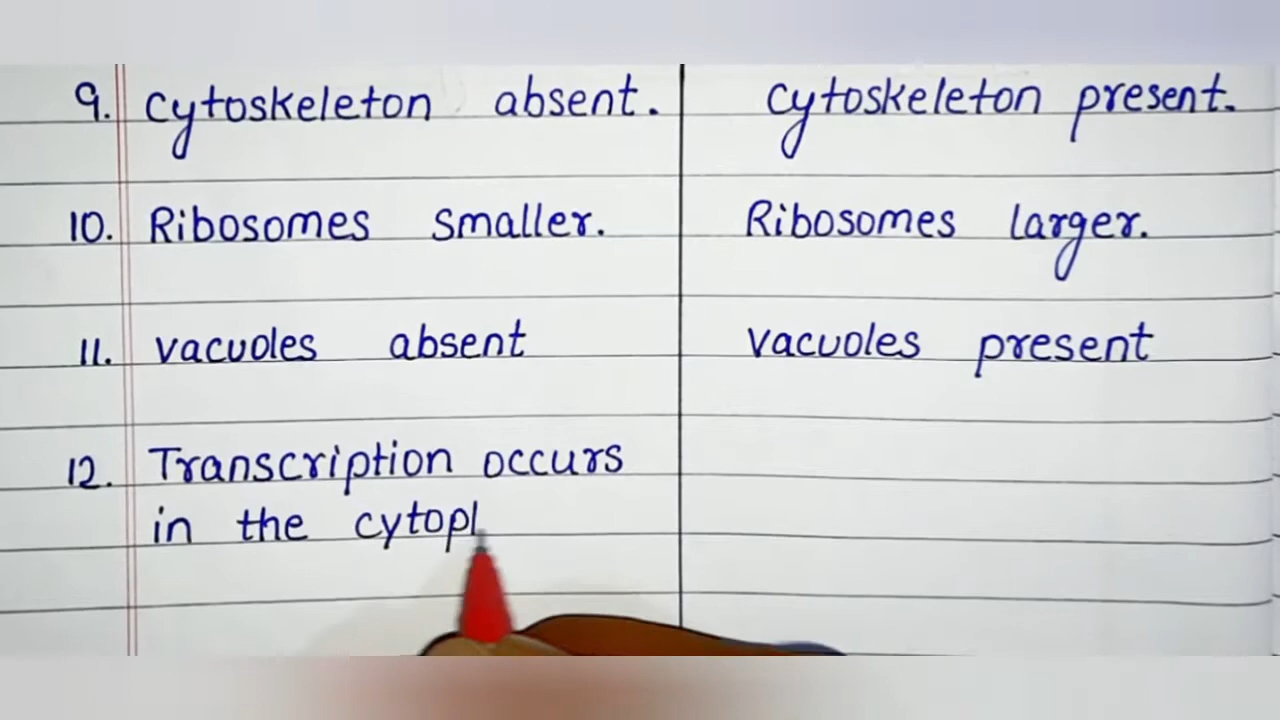 9. Cytoskeleton absent. Cytoskeleton present.
10. Ribosomes smaller. Ribosomes larger.
11. vacuoles absent vacuoles present
12. Transcription occurs
in the cytopl